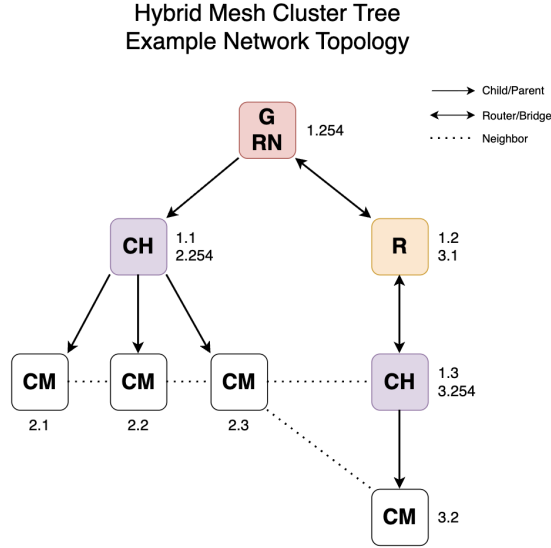 Hybrid Mesh Cluster Tree
Example Network Topology
Child/Parent
Router/Bridge
Neighbor
G
RN
1.254
CH
1.1
2.254
R
1.2
3.1
CM
2.1
CM
2.2
CM
2.3
CH
1.3
3.254
CM
3.2